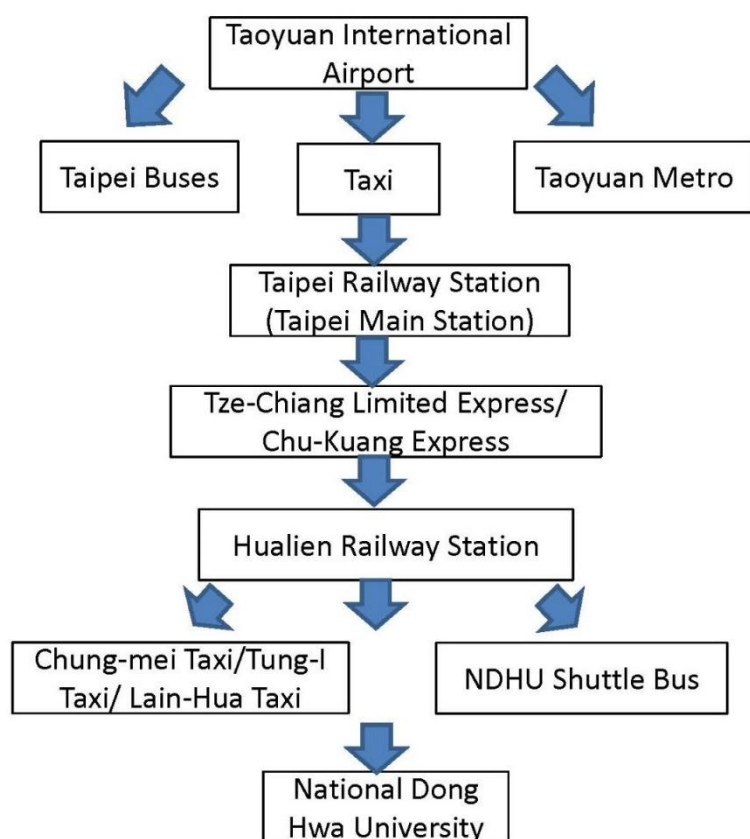 Taoyuan International
Airport
Taipei Buses
Taxi
Taoyuan Metro
Taipei Railway Station
(Taipei Main Station)
Tze-Chiang Limited Express/
Chu-Kuang Express
Hualien Railway Station
Chung-mei Taxi/Tung-I
Taxi/ Lain-Hua Taxi
NDHU Shuttle Bus
National Dong
Hwa University